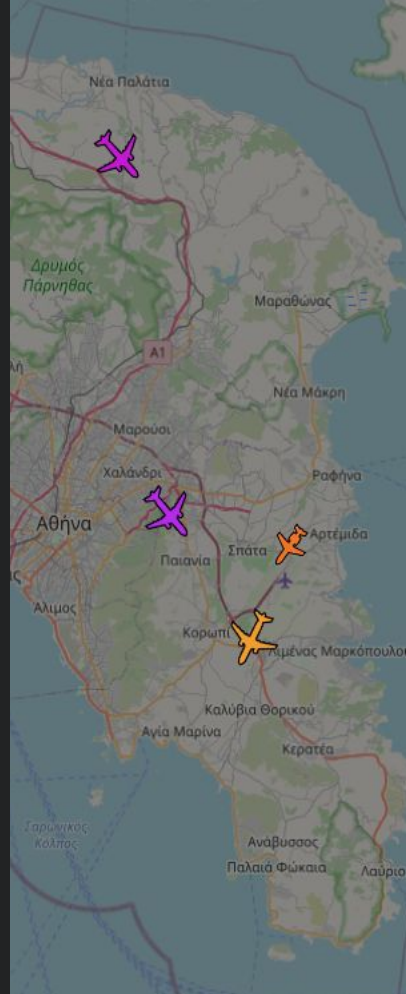 Νέα Παλάτια
Δρυμός
Πάρνηθας
Μαραθώνας
A1
Νέα Μάκρη
Μαρούσι
Χαλάνδρι
Ραφήνα
Αθήνα
Αρτέμιδα
Σπάτα
Παιανία
Αλιμος
Κορωπί
Λιμένας Μαρκόπουλου
Καλύβια Θορικού
Αγία Μαρίνα
Κερατέα
Σαρωνικός
Κόλπος
Ανάβυσσος
Παλαιά Φώκαια
Λαύριο